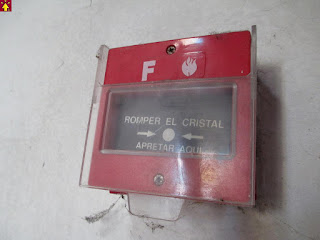 F
ROMPER EL CRISTAL
APRETAR AQUI